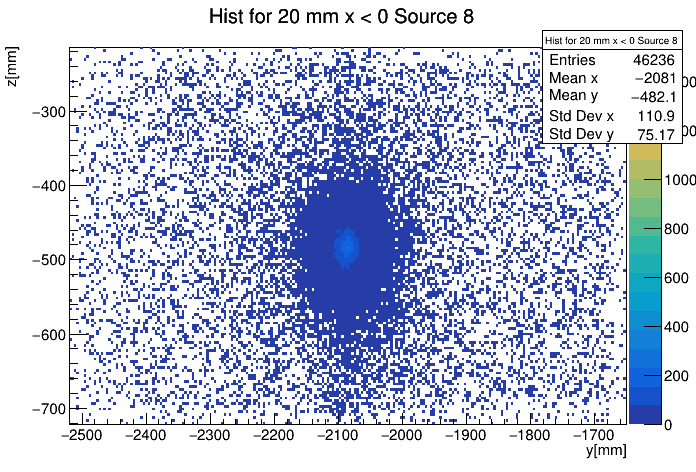 Hist for 20 mm x < 0 Source 8
z[mm]
Hist for 20 mm x < 0 Source 8
Entries 46236
Mean x −2081
Mean y −482.1
Std Dev x 110.9
Std Dev y 75.17
−300
−400
−500
−600
−700
1000
800
600
400
200
0
−2500 −2400 −2300 −2200 −2100 −2000 −1900 −1800 −1700
y[mm]